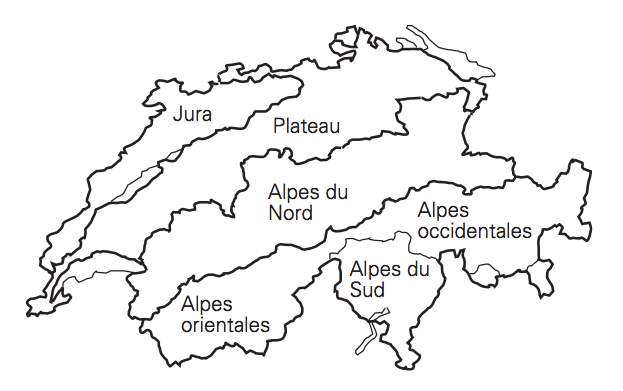 Jura
Plateau
Alpes du
Nord
Alpes
occidentales
Alpes du
Sud
Alpes
orientales